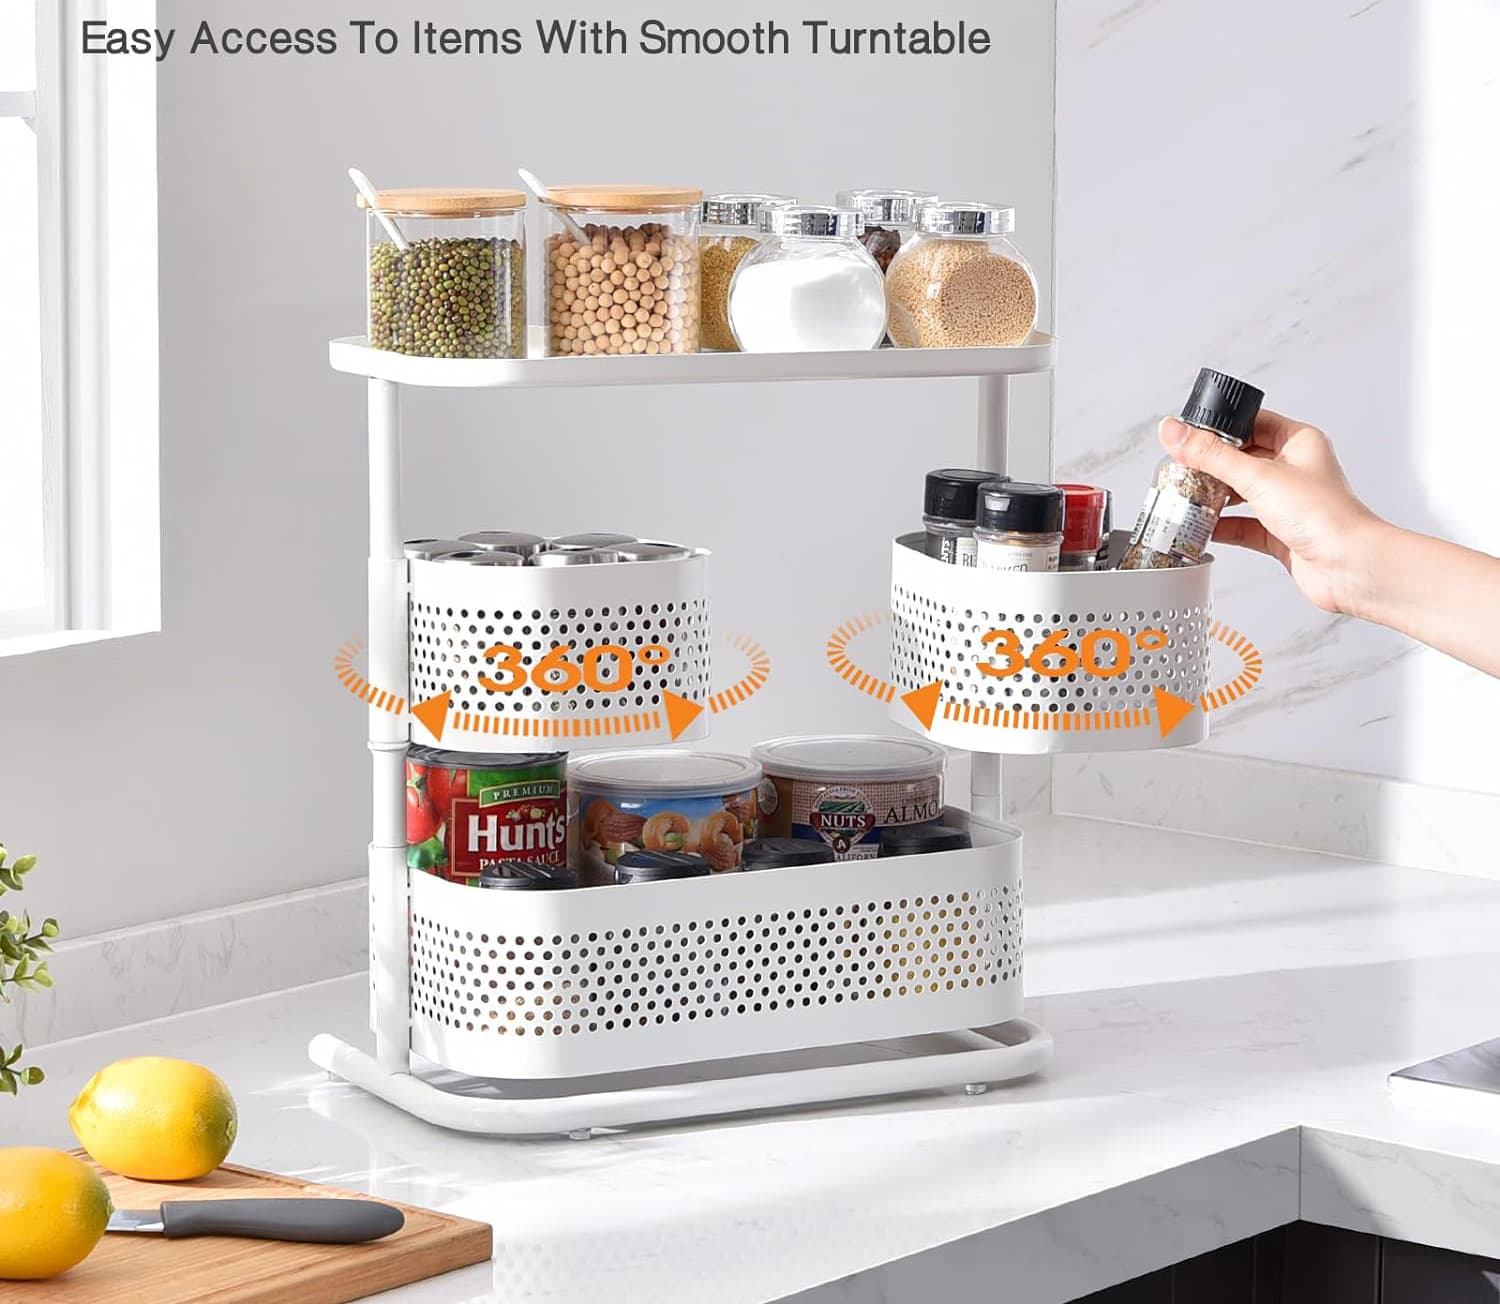 Easy Access To Items With Smooth Turntable
360°
360°
PREMIUM
Hunt's
PASTA SAUCE
NUTS
ALMO